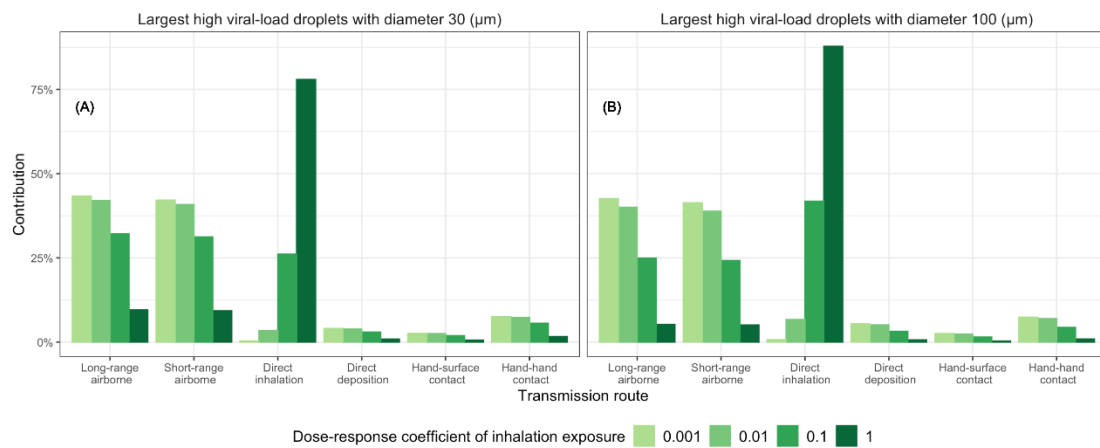 Largest high viral-load droplets with diameter 30 (μm)
Largest high viral-load droplets with diameter 100 (μm)
(A)
(B)
Contribution
75%
50%
25%
0%
Long-range
airborne
Short-range
airborne
Direct
inhalation
Direct
deposition
Hand-surface
contact
Hand-hand
contact
Long-range
airborne
Short-range
airborne
Direct
inhalation
Direct
deposition
Hand-surface
contact
Hand-hand
contact
Transmission route
Dose-response coefficient of inhalation exposure 0.001 0.01 0.1 1